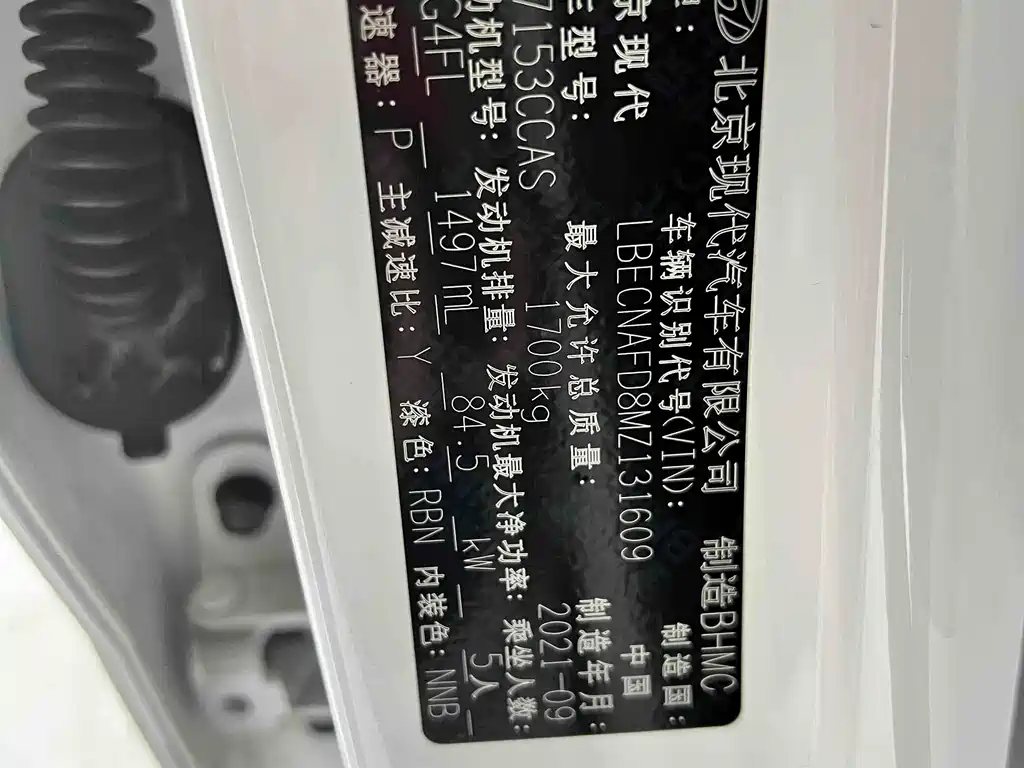 北京现代汽车有限公司 制造BHMC
车辆识别代号(VIN): 制造国:
京现代 LBECNAFD8MZ131609 中国
车型号: 最大允许总质量: 制造年月:
7153CCAS 1700kg 2021-09
动机型号: 发动机排量: 发动机最大净功率: 乘坐人数:
G4FL 1497ml 84.5 kW 5人
速器: P 主减速比: Y 漆色: RBN 内装色: NNB